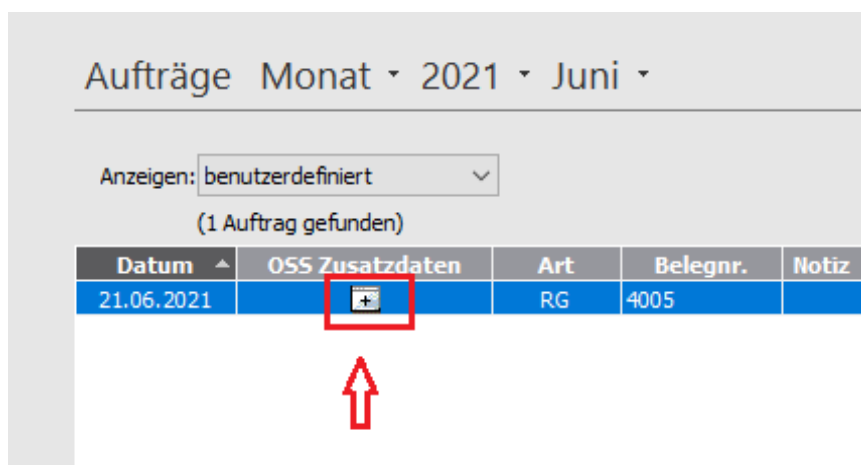 Aufträge Monat 2021 Juni
Anzeigen: benutzerdefiniert
(1 Auftrag gefunden)
Datum OSS Zusatzdaten Art Belegnr. Notiz
21.06.2021 + RG 4005